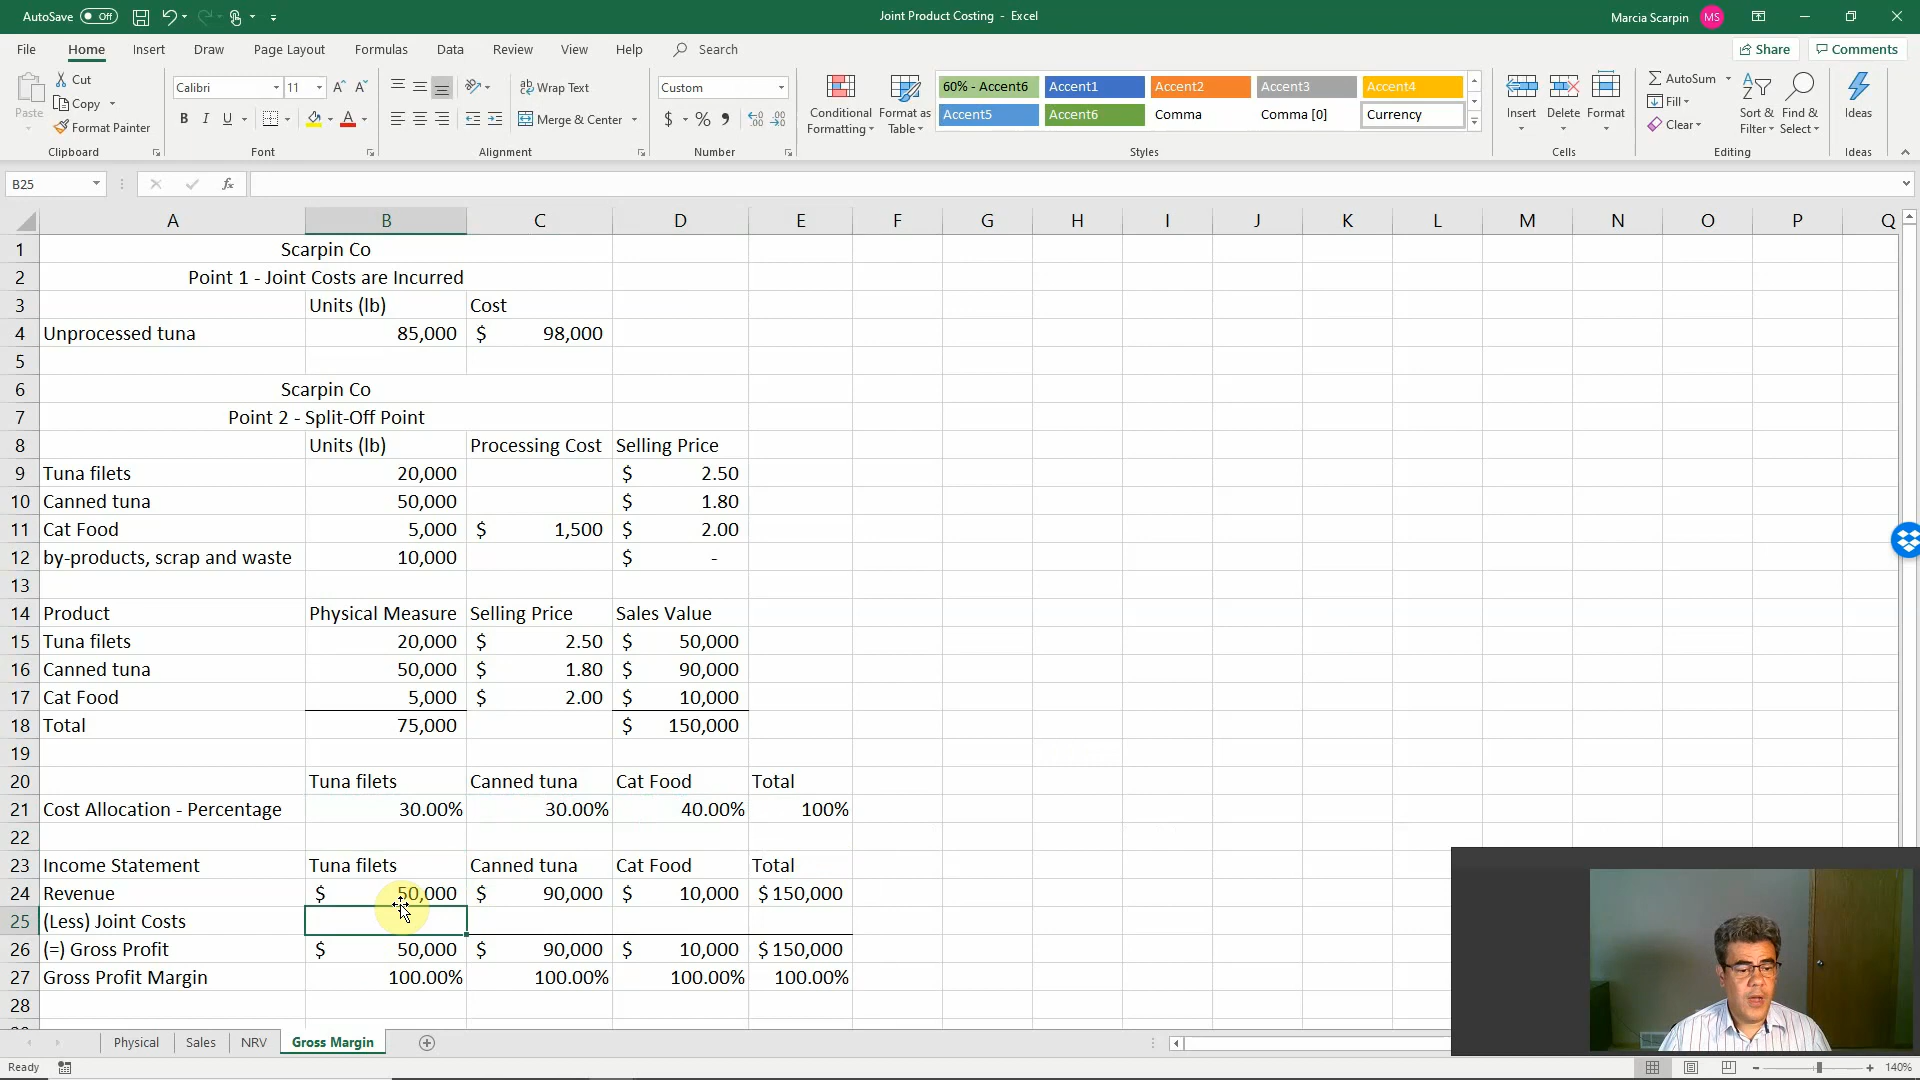 AutoSave Off
Joint Product Costing - Excel
Marcia Scarpin MS
File Home Insert Draw Page Layout Formulas Data Review View Help Search
Share Comments
Paste
Cut
Copy
Format Painter
Clipboard
Calibri 11
B I U
Font
Wrap Text
Merge & Center
Alignment
Custom
$ % 9
Number
Conditional Formatting
Format as Table
60% - Accent6 Accent1 Accent2 Accent3 Accent4
Accent5 Accent6 Comma Comma [0] Currency
Styles
Insert Delete Format
Cells
AutoSum
Fill
Clear
Sort & Filter
Find & Select
Editing
Ideas
Ideas
B25
fx
A B C D E F G H I J K L M N O P Q
1 Scarpin Co
2 Point 1 - Joint Costs are Incurred
3 Units (lb) Cost
4 Unprocessed tuna 85,000 $ 98,000
5
6 Scarpin Co
7 Point 2 - Split-Off Point
8 Units (lb) Processing Cost Selling Price
9 Tuna filets 20,000 $ 2.50
10 Canned tuna 50,000 $ 1.80
11 Cat Food 5,000 $ 1,500 $ 2.00
12 by-products, scrap and waste 10,000 $ -
13
14 Product Physical Measure Selling Price Sales Value
15 Tuna filets 20,000 $ 2.50 $ 50,000
16 Canned tuna 50,000 $ 1.80 $ 90,000
17 Cat Food 5,000 $ 2.00 $ 10,000
18 Total 75,000 $ 150,000
19
20 Tuna filets Canned tuna Cat Food Total
21 Cost Allocation - Percentage 30.00% 30.00% 40.00% 100%
22
23 Income Statement Tuna filets Canned tuna Cat Food Total
24 Revenue $ 50,000 $ 90,000 $ 10,000 $ 150,000
25 (Less) Joint Costs
26 (=) Gross Profit $ 50,000 $ 90,000 $ 10,000 $ 150,000
27 Gross Profit Margin 100.00% 100.00% 100.00% 100.00%
28
Physical Sales NRV Gross Margin
Ready
140%